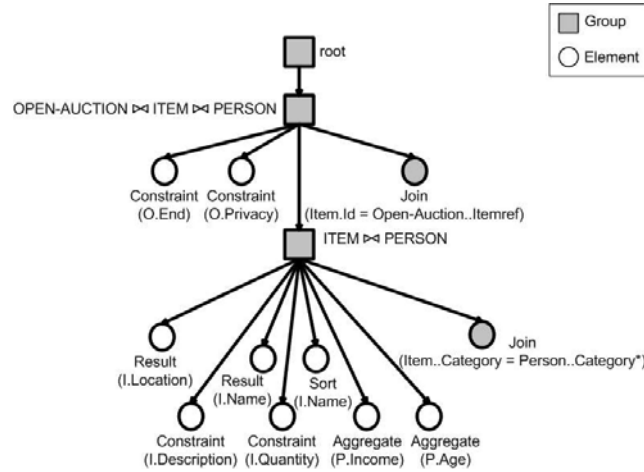 Group
Element
root
OPEN-AUCTION ⋈ ITEM ⋈ PERSON
Constraint
(O.End)
Constraint
(O.Privacy)
Join
(Item.Id = Open-Auction..Itemref)
ITEM ⋈ PERSON
Result
(I.Location)
Result
(I.Name)
Sort
(I.Name)
Join
(Item..Category = Person..Category*)
Constraint
(I.Description)
Constraint
(I.Quantity)
Aggregate
(P.Income)
Aggregate
(P.Age)